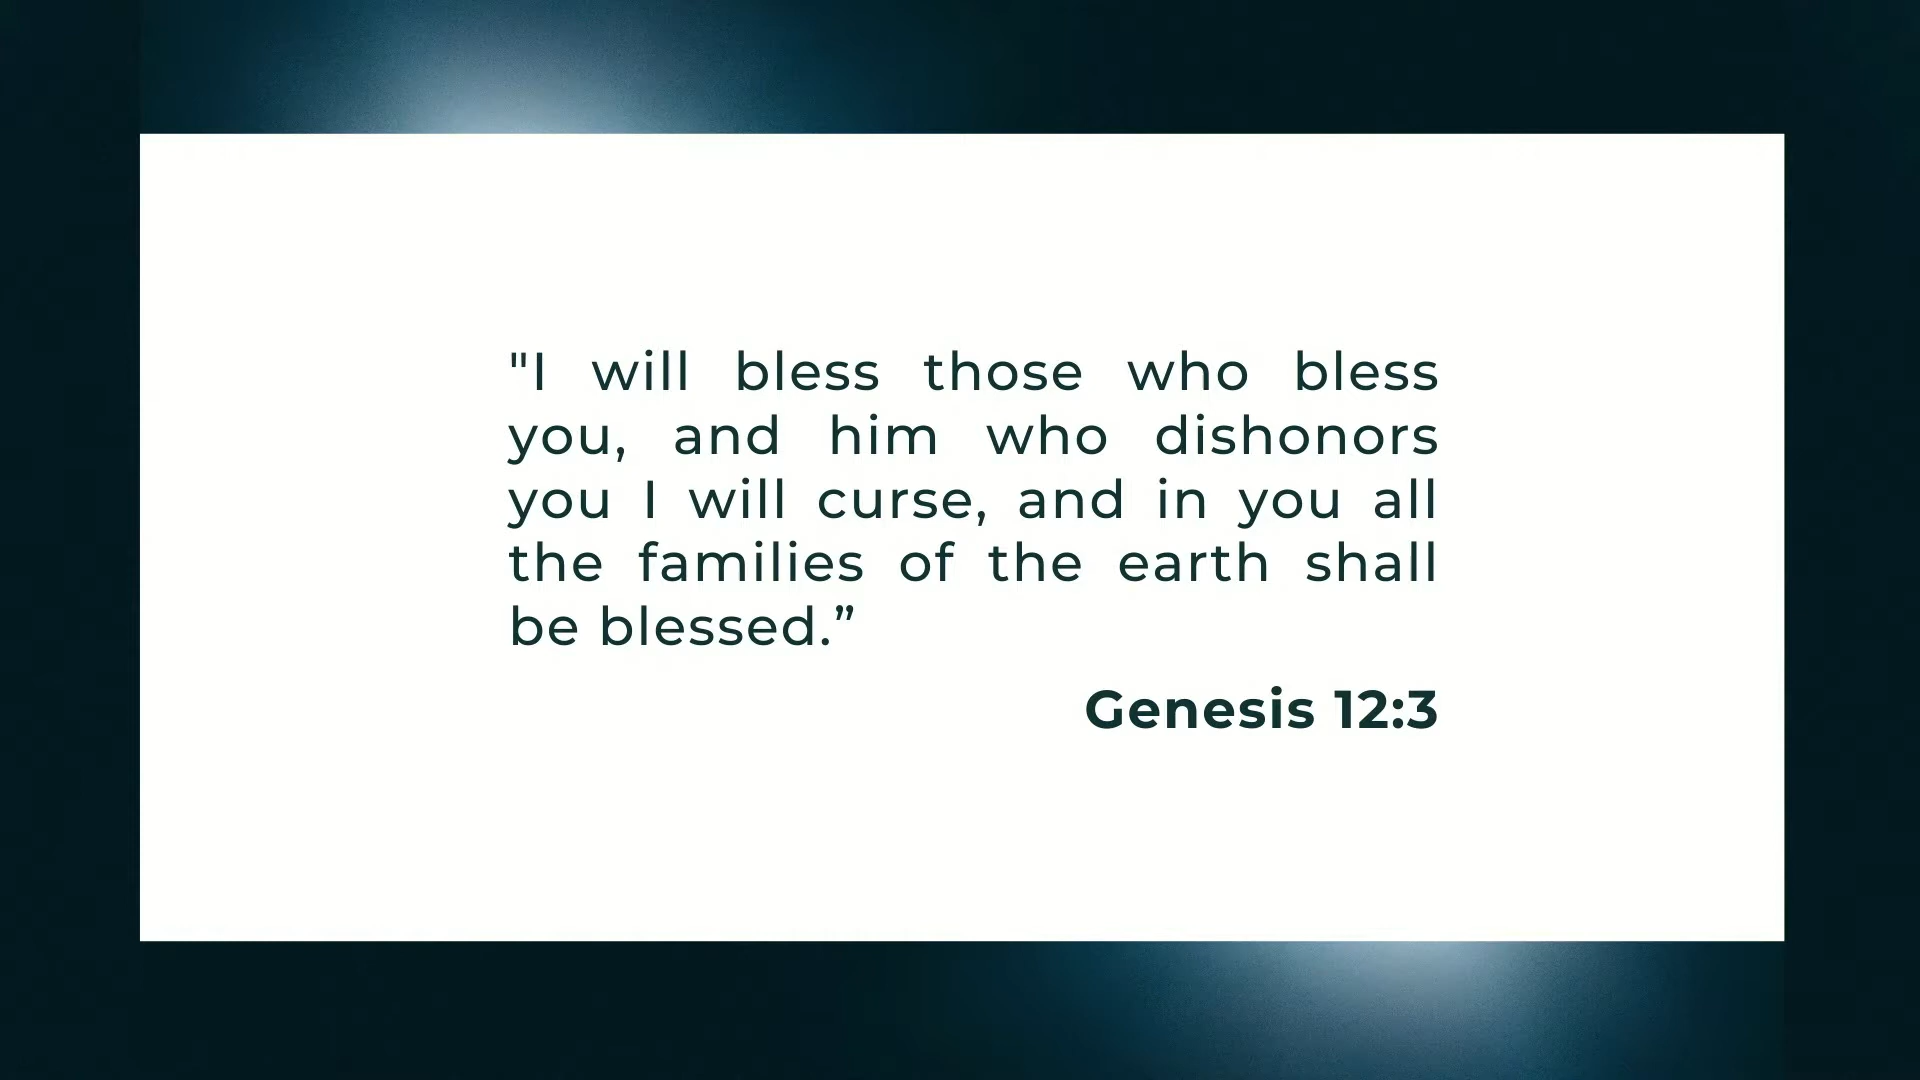 "I will bless those who bless
you, and him who dishonors
you I will curse, and in you all
the families of the earth shall
be blessed.”
Genesis 12:3